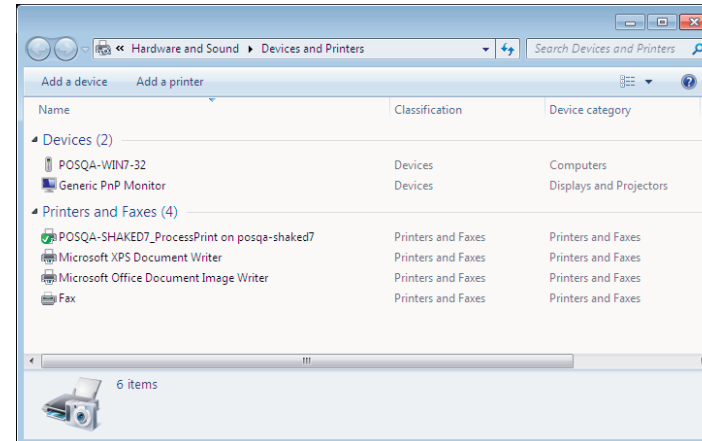 « Hardware and Sound ▸ Devices and Printers Search Devices and Printers
Add a device Add a printer
Name Classification Device category
Devices (2)
POSQA-WIN7-32 Devices Computers
Generic PnP Monitor Devices Displays and Projectors
Printers and Faxes (4)
POSQA-SHAKED7_ProcessPrint on posqa-shaked7 Printers and Faxes Printers and Faxes
Microsoft XPS Document Writer Printers and Faxes Printers and Faxes
Microsoft Office Document Image Writer Printers and Faxes Printers and Faxes
Fax Printers and Faxes Printers and Faxes
6 items